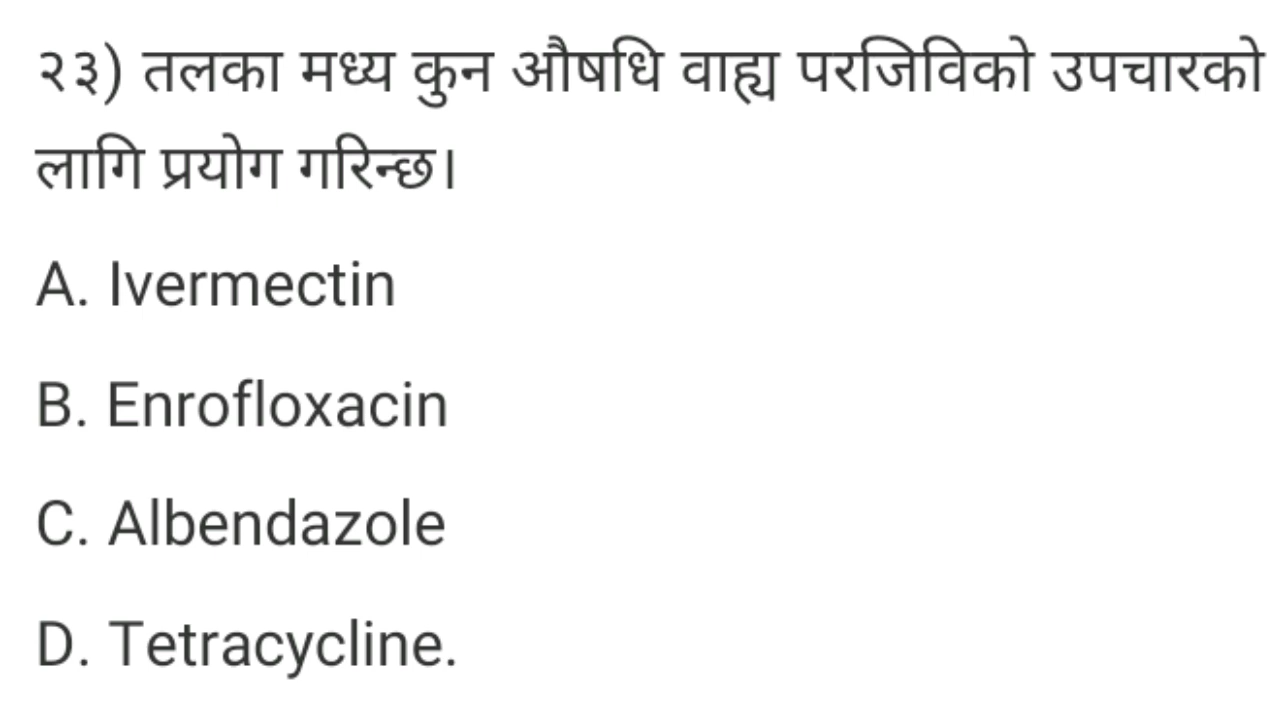 २३) तलका मध्य कुन औषधि वाह्य परजिविको उपचारको
लागि प्रयोग गरिन्छ।
A. Ivermectin
B. Enrofloxacin
C. Albendazole
D. Tetracycline.